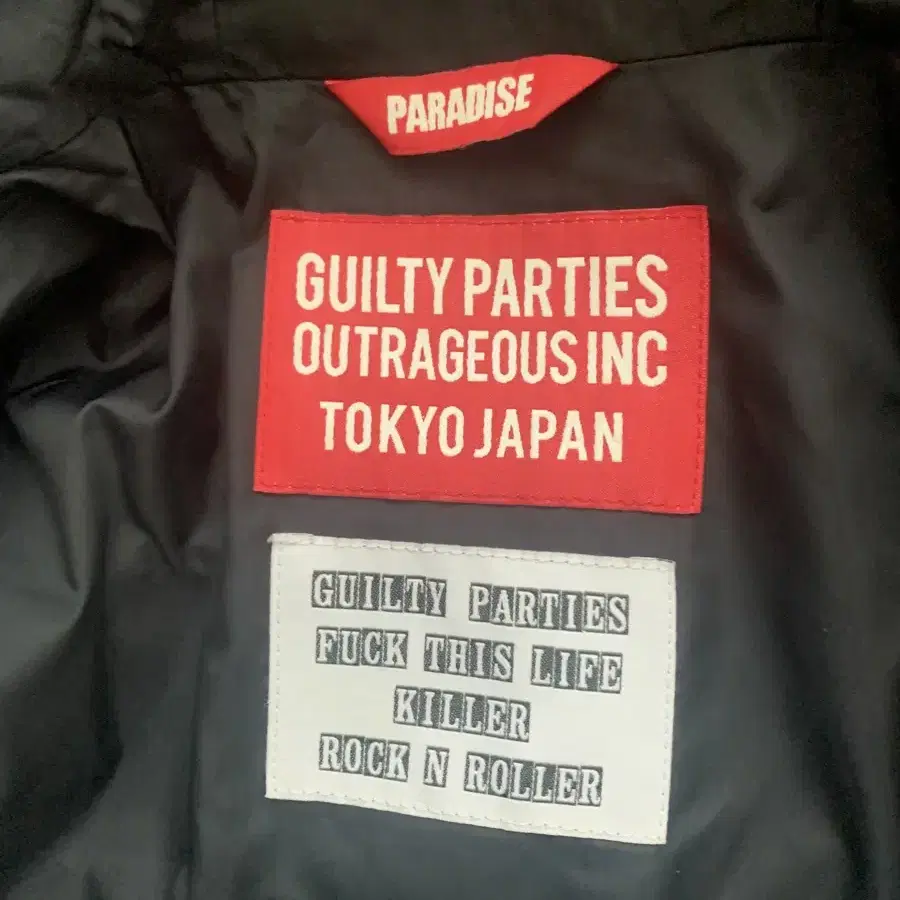 PARADISE
GUILTY PARTIES
OUTRAGEOUS INC
TOKYO JAPAN
GUILTY PARTIES
FUCK THIS LIFE
KILLER
ROCK N ROLLER